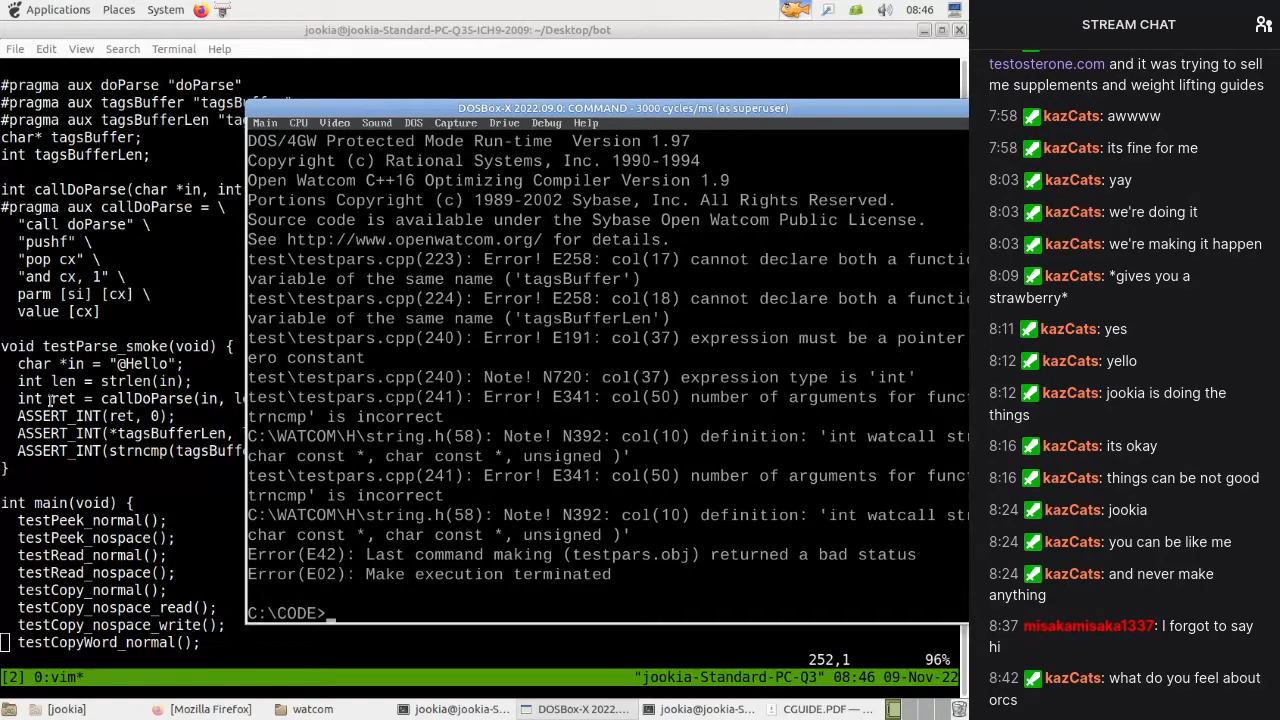 Applications Places System 08:46
jookia@jookia-Standard-PC-Q35-ICH9-2009: ~/Desktop/bot
File Edit View Search Terminal Help
#pragma aux doParse "doParse"
#pragma aux tagsBuffer "tagsBu
#pragma aux tagsBufferLen "ta
char* tagsBuffer;
int tagsBufferLen;
int callDoParse(char *in, int
#pragma aux callDoParse = \
"call doParse" \
"pushf" \
"pop cx" \
"and cx, 1" \
parm [si] [cx] \
value [cx]
void testParse_smoke(void) {
char *in = "@Hello";
int len = strlen(in);
int ret = callDoParse(in, le
ASSERT_INT(ret, 0);
ASSERT_INT(*tagsBufferLen,
ASSERT_INT(strncmp(tagsBuff
}
int main(void) {
testPeek_normal();
testPeek_nospace();
testRead_normal();
testRead_nospace();
testCopy_normal();
testCopy_nospace_read();
testCopy_nospace_write();
testCopyWord_normal();
252,1 96%
[2] 0:vim* "jookia-Standard-PC-Q3" 08:46 09-Nov-22
DOSBox-X 2022.09.0: COMMAND - 3000 cycles/ms (as superuser)
Main CPU Video Sound DOS Capture Drive Debug Help
DOS/4GW Protected Mode Run-time Version 1.97
Copyright (c) Rational Systems, Inc. 1990-1994
Open Watcom C++16 Optimizing Compiler Version 1.9
Portions Copyright (c) 1989-2002 Sybase, Inc. All Rights Reserved.
Source code is available under the Sybase Open Watcom Public License.
See http://www.openwatcom.org/ for details.
test\testpars.cpp(223): Error! E258: col(17) cannot declare both a functio
variable of the same name ('tagsBuffer')
test\testpars.cpp(224): Error! E258: col(18) cannot declare both a functio
variable of the same name ('tagsBufferLen')
test\testpars.cpp(240): Error! E191: col(37) expression must be a pointer
ero constant
test\testpars.cpp(240): Note! N720: col(37) expression type is 'int'
test\testpars.cpp(241): Error! E341: col(50) number of arguments for funct
trncmp' is incorrect
C:\WATCOM\H\string.h(58): Note! N392: col(10) definition: 'int watcall str
char const *, char const *, unsigned )'
test\testpars.cpp(241): Error! E341: col(50) number of arguments for funct
trncmp' is incorrect
C:\WATCOM\H\string.h(58): Note! N392: col(10) definition: 'int watcall str
char const *, char const *, unsigned )'
Error(E42): Last command making (testpars.obj) returned a bad status
Error(E02): Make execution terminated
C:\CODE>_
[jookia] [Mozilla Firefox] watcom jookia@jookia-S... DOSBox-X 2022.... jookia@jookia-S... CGUIDE.PDF —...
STREAM CHAT
testosterone.com and it was trying to sell
me supplements and weight lifting guides
7:58 kazCats: awwww
7:58 kazCats: its fine for me
8:03 kazCats: yay
8:03 kazCats: we're doing it
8:03 kazCats: we're making it happen
8:09 kazCats: *gives you a
strawberry*
8:11 kazCats: yes
8:12 kazCats: yello
8:12 kazCats: jookia is doing the
things
8:16 kazCats: its okay
8:16 kazCats: things can be not good
8:24 kazCats: jookia
8:24 kazCats: you can be like me
8:24 kazCats: and never make
anything
8:37 misakamisaka1337: I forgot to say
hi
8:42 kazCats: what do you feel about
orcs